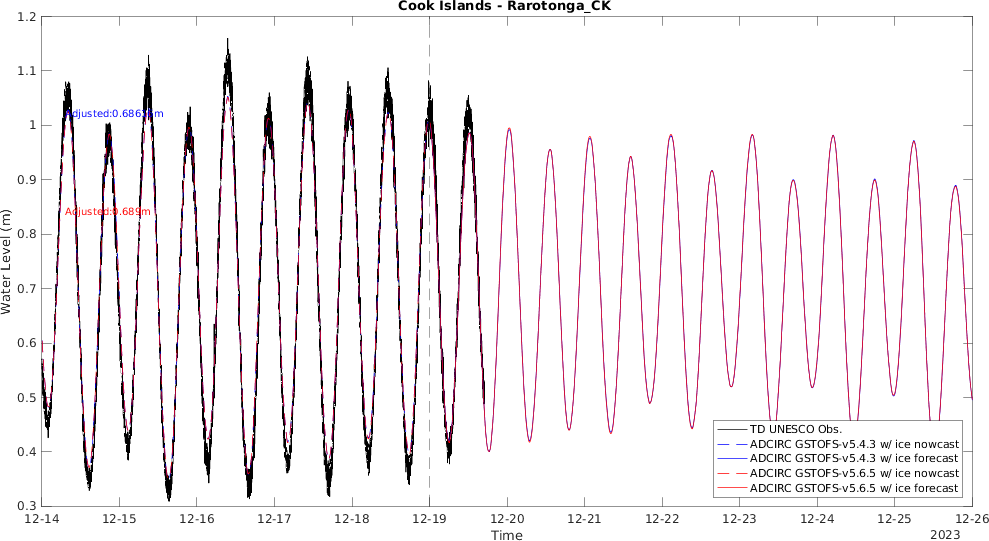 Cook Islands - Rarotonga_CK
1.2
1.1
1
0.9
0.8
0.7
0.6
0.5
0.4
0.3
Water Level (m)
Adjusted:0.689m
TD UNESCO Obs.
ADCIRC GSTOFS-v5.4.3 w/ ice nowcast
ADCIRC GSTOFS-v5.4.3 w/ ice forecast
ADCIRC GSTOFS-v5.6.5 w/ ice nowcast
ADCIRC GSTOFS-v5.6.5 w/ ice forecast
12-14 12-15 12-16 12-17 12-18 12-19 12-20 12-21 12-22 12-23 12-24 12-25 12-26
Time
2023